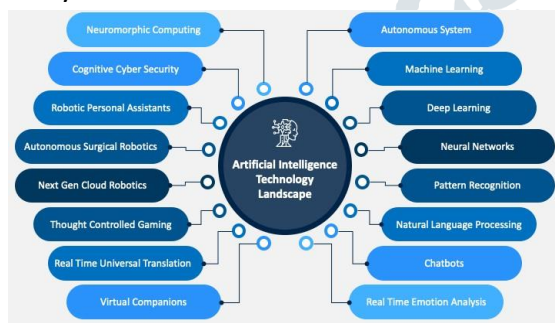 Neuromorphic Computing
Autonomous System
Cognitive Cyber Security
Machine Learning
Robotic Personal Assistants
Deep Learning
Autonomous Surgical Robotics
Neural Networks
Artificial Intelligence
Technology
Landscape
Next Gen Cloud Robotics
Pattern Recognition
Thought Controlled Gaming
Natural Language Processing
Real Time Universal Translation
Chatbots
Virtual Companions
Real Time Emotion Analysis